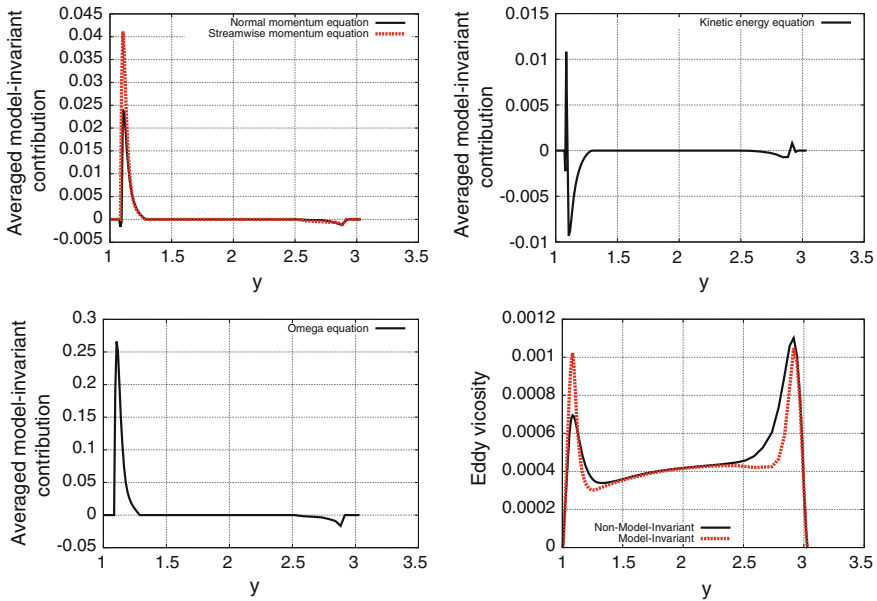 Normal momentum equation
Streamwise momentum equation
0.045
0.04
0.035
0.03
0.025
0.02
0.015
0.01
0.005
0
-0.005
1 1.5 2 2.5 3 3.5
y
Averaged model-invariant
contribution
Kinetic energy equation
0.015
0.01
0.005
0
-0.005
-0.01
1 1.5 2 2.5 3 3.5
y
Averaged model-invariant
contribution
Omega equation
0.3
0.25
0.2
0.15
0.1
0.05
0
-0.05
1 1.5 2 2.5 3 3.5
y
Averaged model-invariant
contribution
0.0012
0.001
0.0008
0.0006
0.0004
0.0002
0
Non-Model-Invariant
Model-Invariant
1 1.5 2 2.5 3 3.5
y
Eddy vicosity